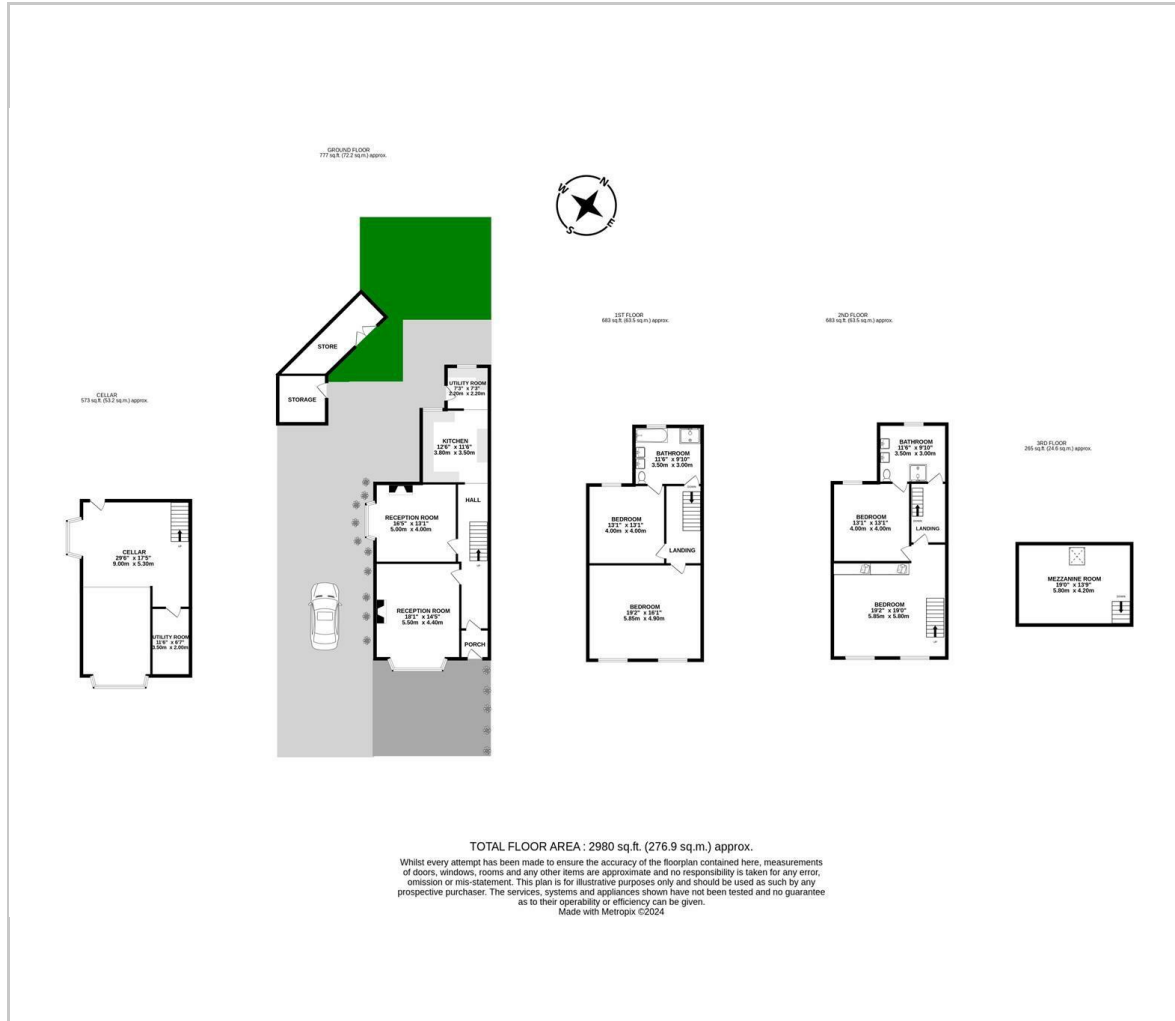 GROUND FLOOR
777 sq.ft. (72.2 sq.m.) approx.
N
W
E
S
STORE
STORAGE
UTILITY ROOM
7'3" x 7'3"
2.20m x 2.20m
KITCHEN
12'6" x 11'6"
3.80m x 3.50m
HALL
RECEPTION ROOM
16'5" x 13'1"
5.00m x 4.00m
UP
RECEPTION ROOM
18'1" x 14'5"
5.50m x 4.40m
PORCH
CELLAR
573 sq.ft. (53.2 sq.m.) approx.
UP
CELLAR
29'6" x 17'5"
9.00m x 5.30m
UTILITY ROOM
11'6" x 6'7"
3.50m x 2.00m
1ST FLOOR
683 sq.ft. (63.5 sq.m.) approx.
BATHROOM
11'6" x 9'10"
3.50m x 3.00m
DOWN
BEDROOM
13'1" x 13'1"
4.00m x 4.00m
LANDING
BEDROOM
19'2" x 16'1"
5.85m x 4.90m
2ND FLOOR
683 sq.ft. (63.5 sq.m.) approx.
BATHROOM
11'6" x 9'10"
3.50m x 3.00m
BEDROOM
13'1" x 13'1"
4.00m x 4.00m
DOWN
LANDING
BEDROOM
19'2" x 19'0"
5.85m x 5.80m
UP
3RD FLOOR
265 sq.ft. (24.6 sq.m.) approx.
MEZZANINE ROOM
19'0" x 13'9"
5.80m x 4.20m
DOWN
TOTAL FLOOR AREA : 2980 sq.ft. (276.9 sq.m.) approx.
Whilst every attempt has been made to ensure the accuracy of the floorplan contained here, measurements
of doors, windows, rooms and any other items are approximate and no responsibility is taken for any error,
omission or mis-statement. This plan is for illustrative purposes only and should be used as such by any
prospective purchaser. The services, systems and appliances shown have not been tested and no guarantee
as to their operability or efficiency can be given.
Made with Metropix ©2024